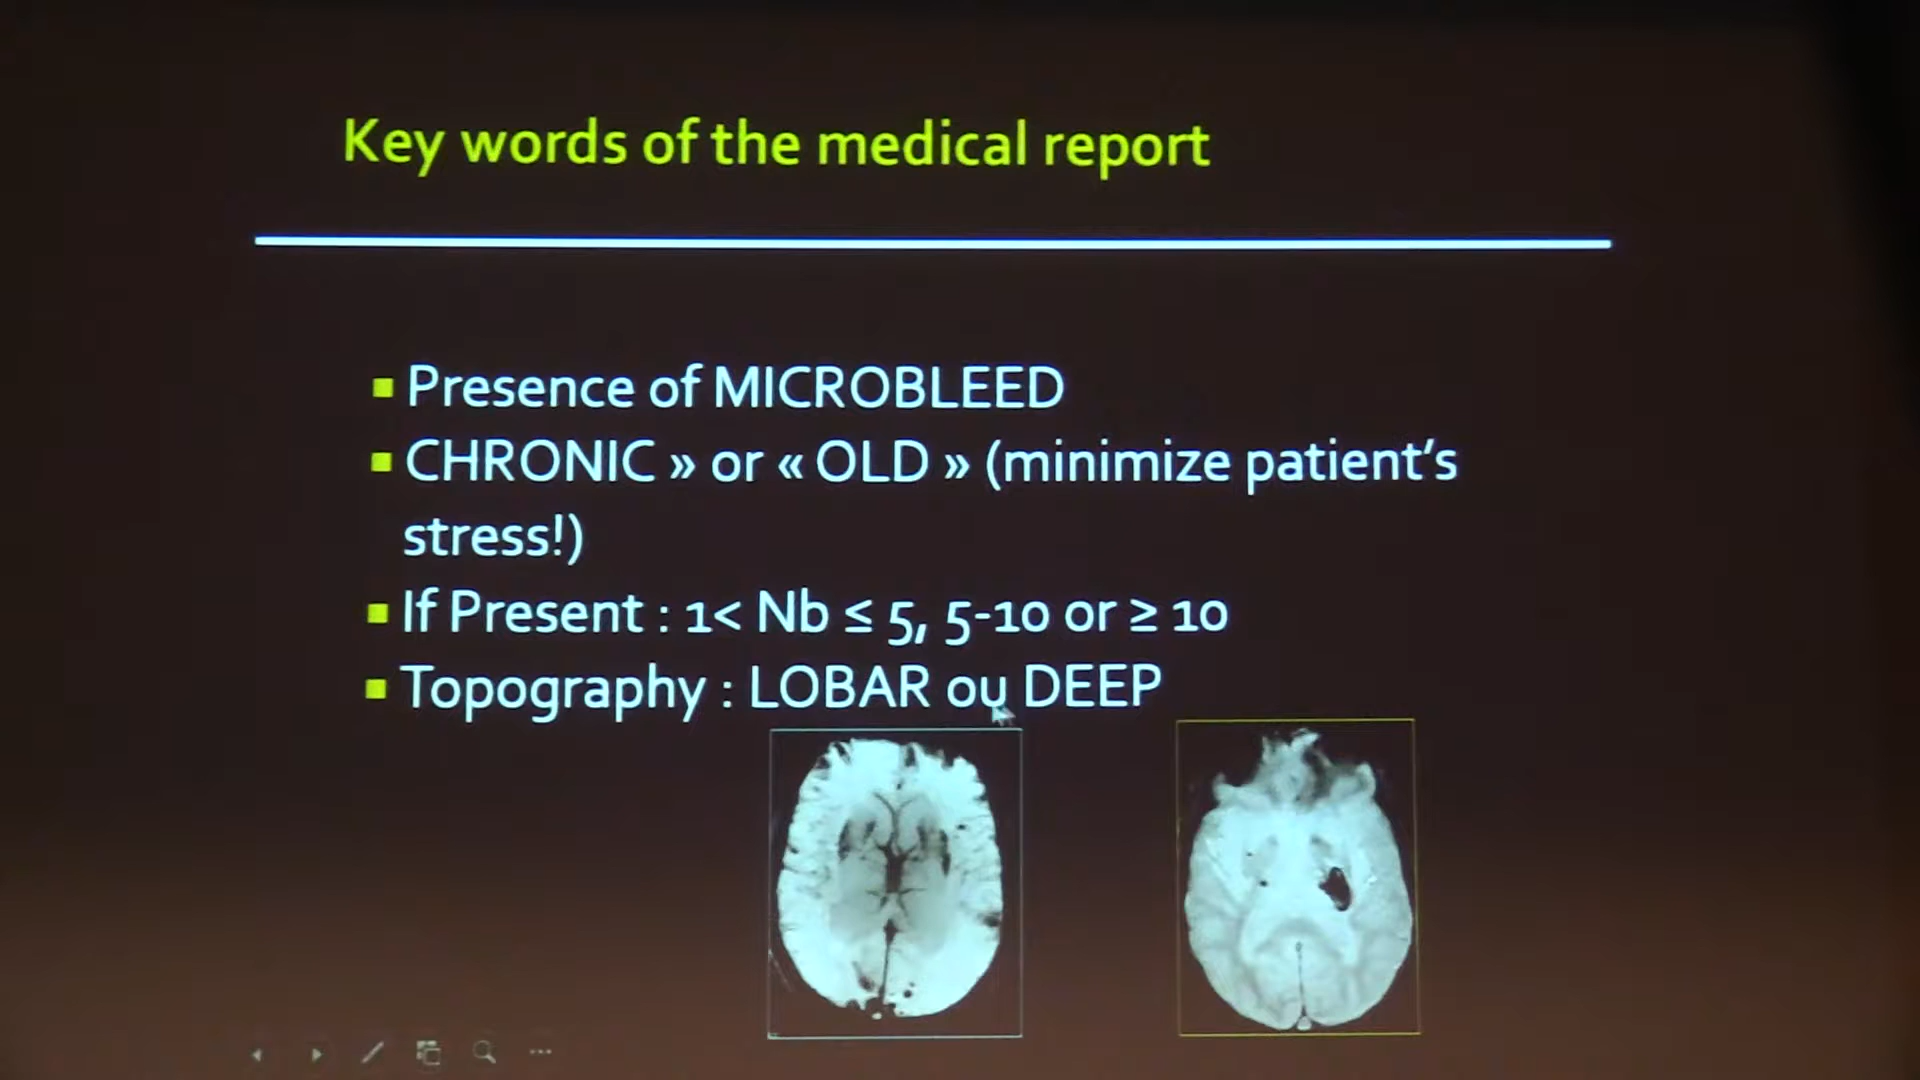 Key words of the medical report
Presence of MICROBLEED
CHRONIC » or « OLD » (minimize patient's
stress!)
If Present : 1< Nb ≤ 5, 5-10 or ≥ 10
Topography : LOBAR ou DEEP